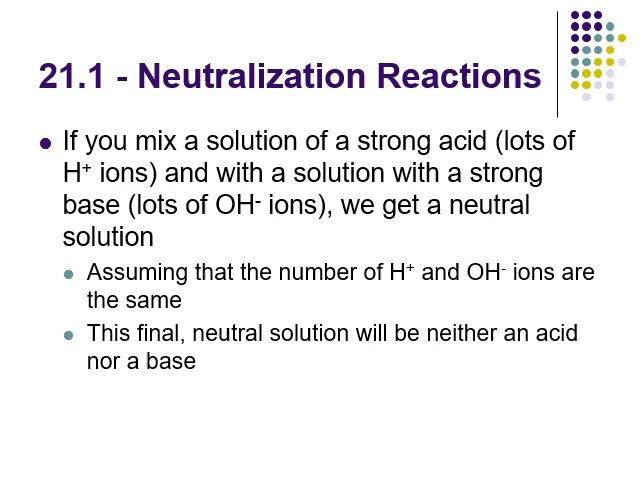 21.1 - Neutralization Reactions
If you mix a solution of a strong acid (lots of
H⁺ ions) and with a solution with a strong
base (lots of OH⁻ ions), we get a neutral
solution
Assuming that the number of H⁺ and OH⁻ ions are
the same
This final, neutral solution will be neither an acid
nor a base